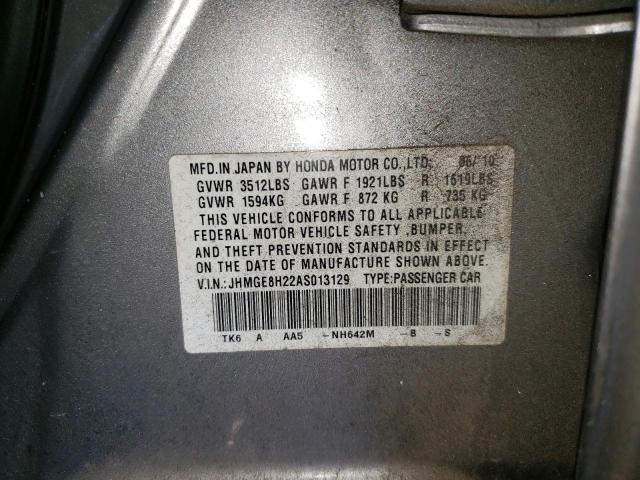 MFD.IN JAPAN BY HONDA MOTOR CO.,LTD. 06/10
GVWR 3512LBS GAWR F 1921LBS R 1619LBS
GVWR 1594KG GAWR F 872 KG R 735 KG
THIS VEHICLE CONFORMS TO ALL APPLICABLE
FEDERAL MOTOR VEHICLE SAFETY ,BUMPER,
AND THEFT PREVENTION STANDARDS IN EFFECT
ON THE DATE OF MANUFACTURE SHOWN ABOVE.
V.I.N.:JHMGE8H22AS013129 TYPE:PASSENGER CAR
TK6 A AA5 -NH642M -B -S